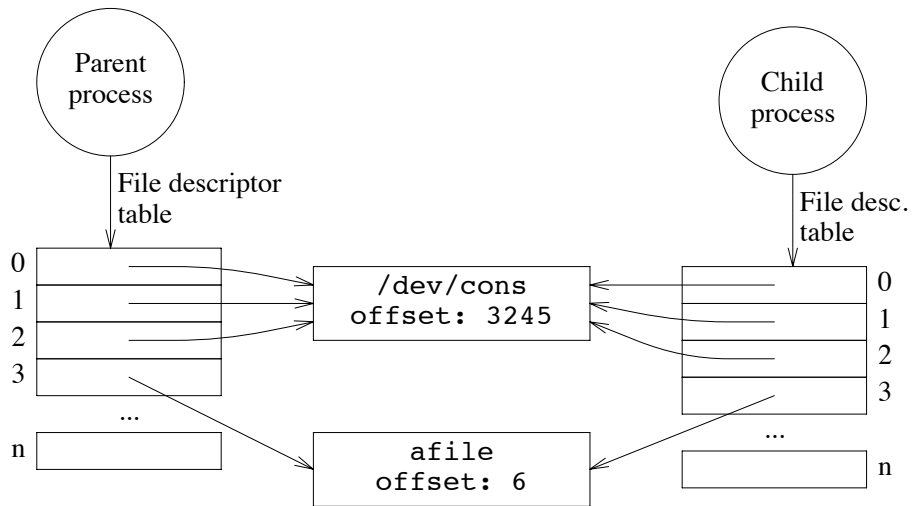 Parent
process
Child
process
File descriptor
table
File desc.
table
0
1
2
3
...
n
/dev/cons
offset: 3245
afile
offset: 6
0
1
2
3
...
n